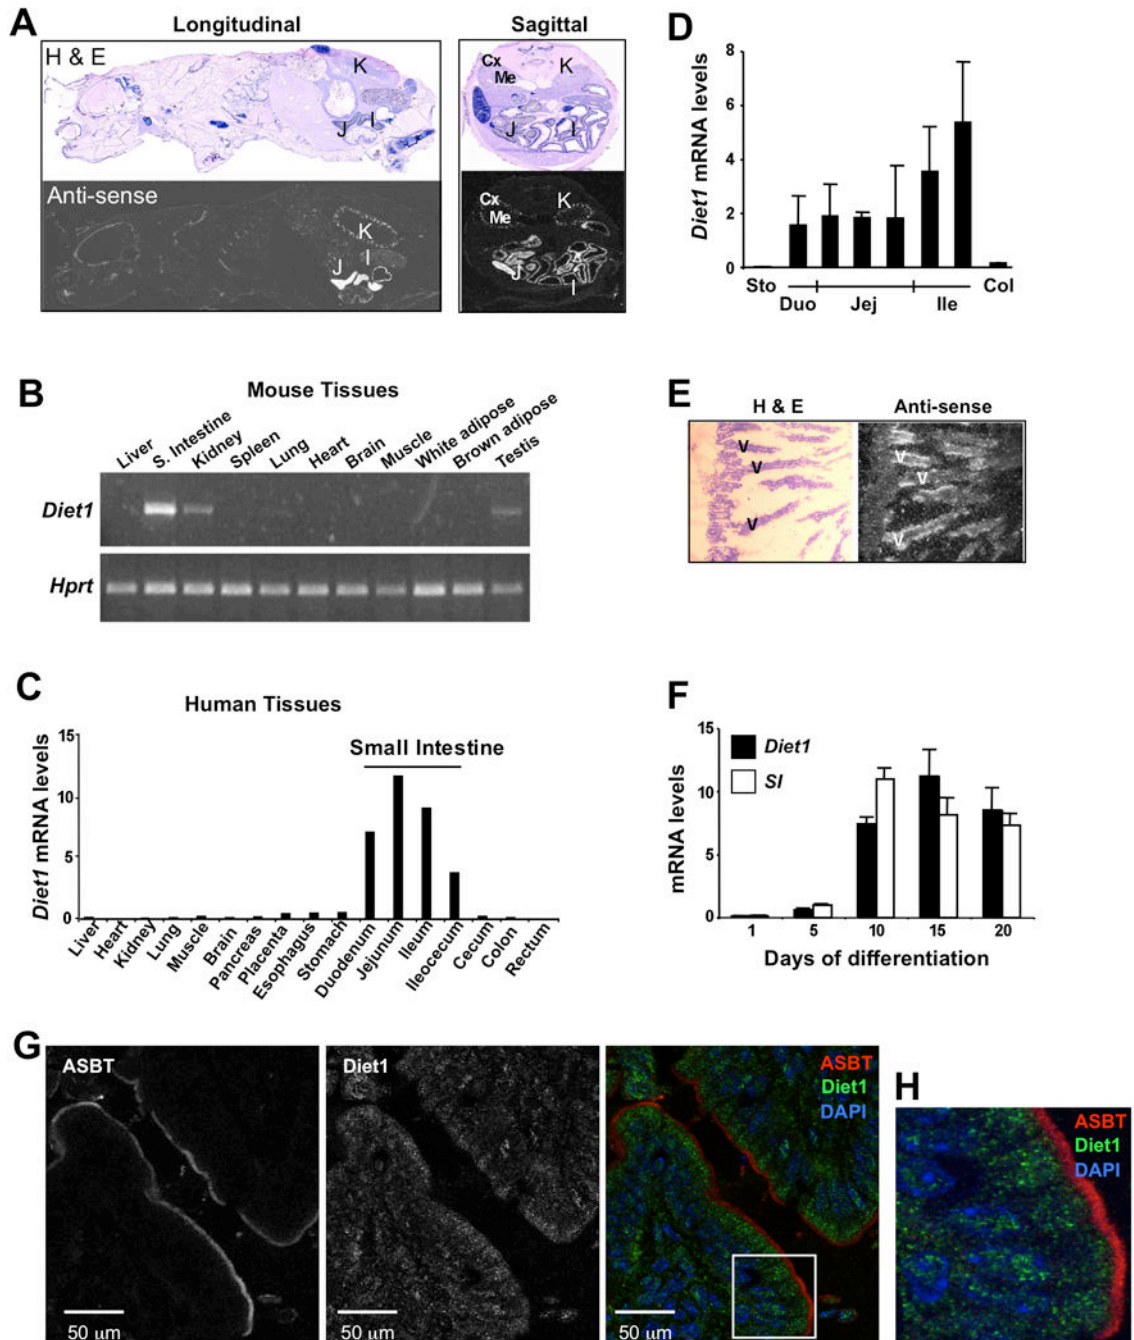 A
Longitudinal
Sagittal
H & E
K
J
I
Cx
Me
K
J
I
Anti-sense
K
I
J
Cx
Me
K
J
I
D
Diet1 mRNA levels
8
6
4
2
0
Sto
Duo
Jej
Ile
Col
B
Mouse Tissues
Liver
S. Intestine
Kidney
Spleen
Lung
Heart
Brain
Muscle
White adipose
Brown adipose
Testis
Diet1
Hprt
E
H & E
Anti-sense
V
V
V
V
V
V
C
Human Tissues
Small Intestine
Diet1 mRNA levels
15
10
5
0
Liver
Heart
Kidney
Lung
Muscle
Brain
Pancreas
Placenta
Esophagus
Stomach
Duodenum
Jejunum
Ileum
Ileocecum
Cecum
Colon
Rectum
F
Diet1
SI
mRNA levels
15
10
5
0
1 5 10 15 20
Days of differentiation
G
ASBT
50 µm
Diet1
50 µm
ASBT
Diet1
DAPI
50 µm
H
ASBT
Diet1
DAPI